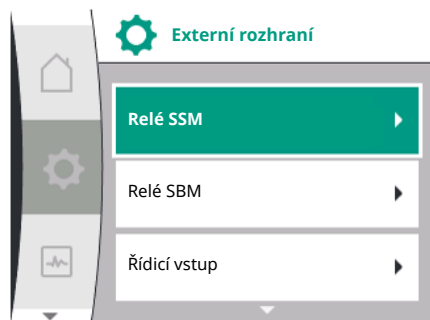 Externí rozhraní
Relé SSM
Relé SBM
Řídicí vstup